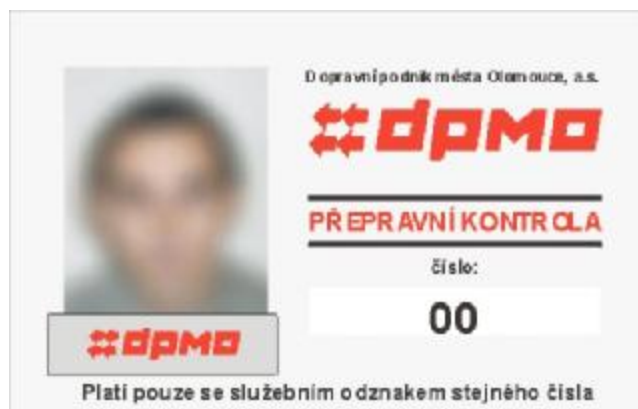 Dopravní podnik města Olomouce, a.s.
dpmo
PŘEPRAVNÍ KONTROLA
číslo:
00
dpmo
Platí pouze se služebním odznakem stejného čísla